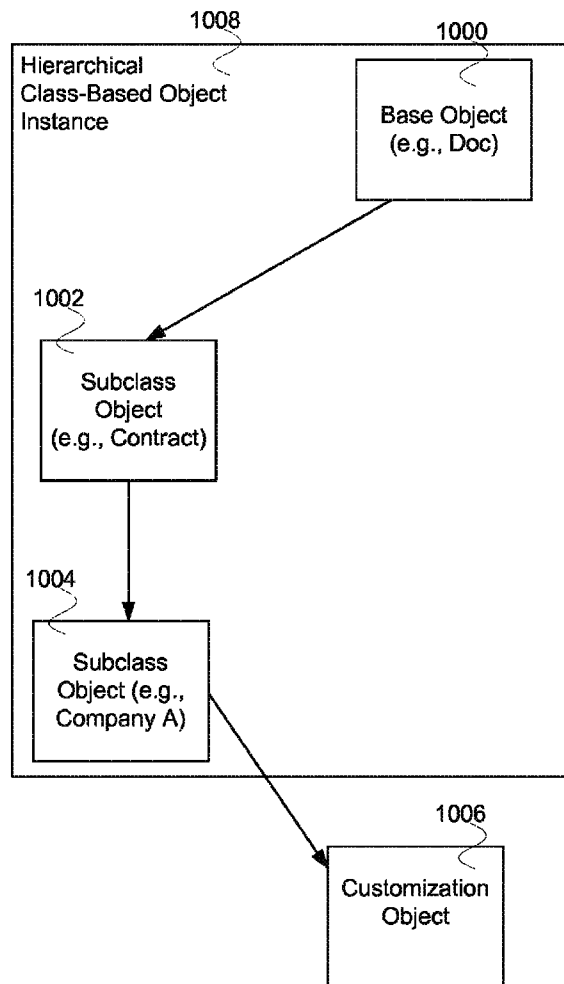 1008
1000
Hierarchical
Class-Based Object
Instance
Base Object
(e.g., Doc)
1002
Subclass
Object
(e.g., Contract)
1004
Subclass
Object (e.g.,
Company A)
1006
Customization
Object